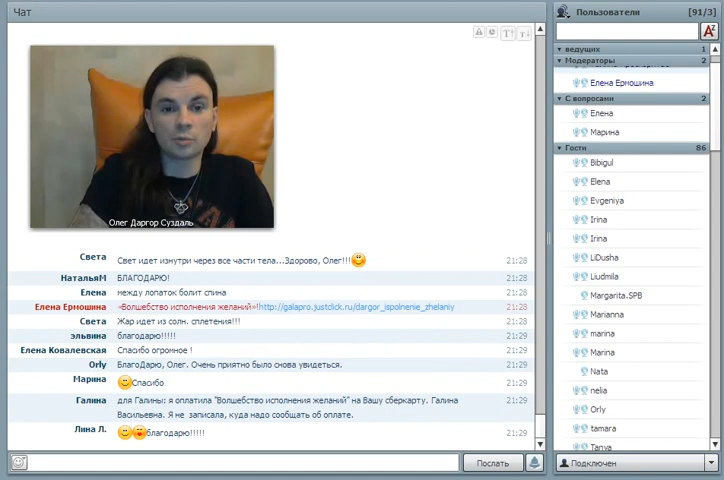 Чат
Пользователи [91/3]
T↑ T↓
Олег Даргор Суздаль
Света Свет идет изнутри через все части тела...Здорово, Олег!!! 21:28
НатальяМ БЛАГОДАРЮ! 21:28
Елена между лопаток болит спина 21:28
Елена Ермошина «Волшебство исполнения желаний»!http://galapro.justclick.ru/dargor_ispolnenie_zhelaniy 21:28
Света Жар идет из солн. сплетения!!! 21:28
эльвина благодарю!!!!! 21:29
Елена Ковалевская Спасибо огромное ! 21:29
Orly БлагоДарю, Олег. Очень приятно было снова увидеться. 21:29
Марина Спасибо 21:29
Галина для Галины: я оплатила "Волшебство исполнения желаний" на Вашу сберкарту. Галина 21:29
Васильевна. Я не записала, куда надо сообщать об оплате.
Лина Л. благодарю!!!!! 21:29
Послать
AZ
ведущих 1
Модераторы 2
Елена Ермошина
С вопросами 2
Елена
Марина
Гости 86
Bibigul
Elena
Evgeniya
Irina
Irina
LiDusha
Liudmila
Margarita.SPB
Marianna
marina
Marina
Nata
nelia
Orly
tamara
Tanya
Подключен